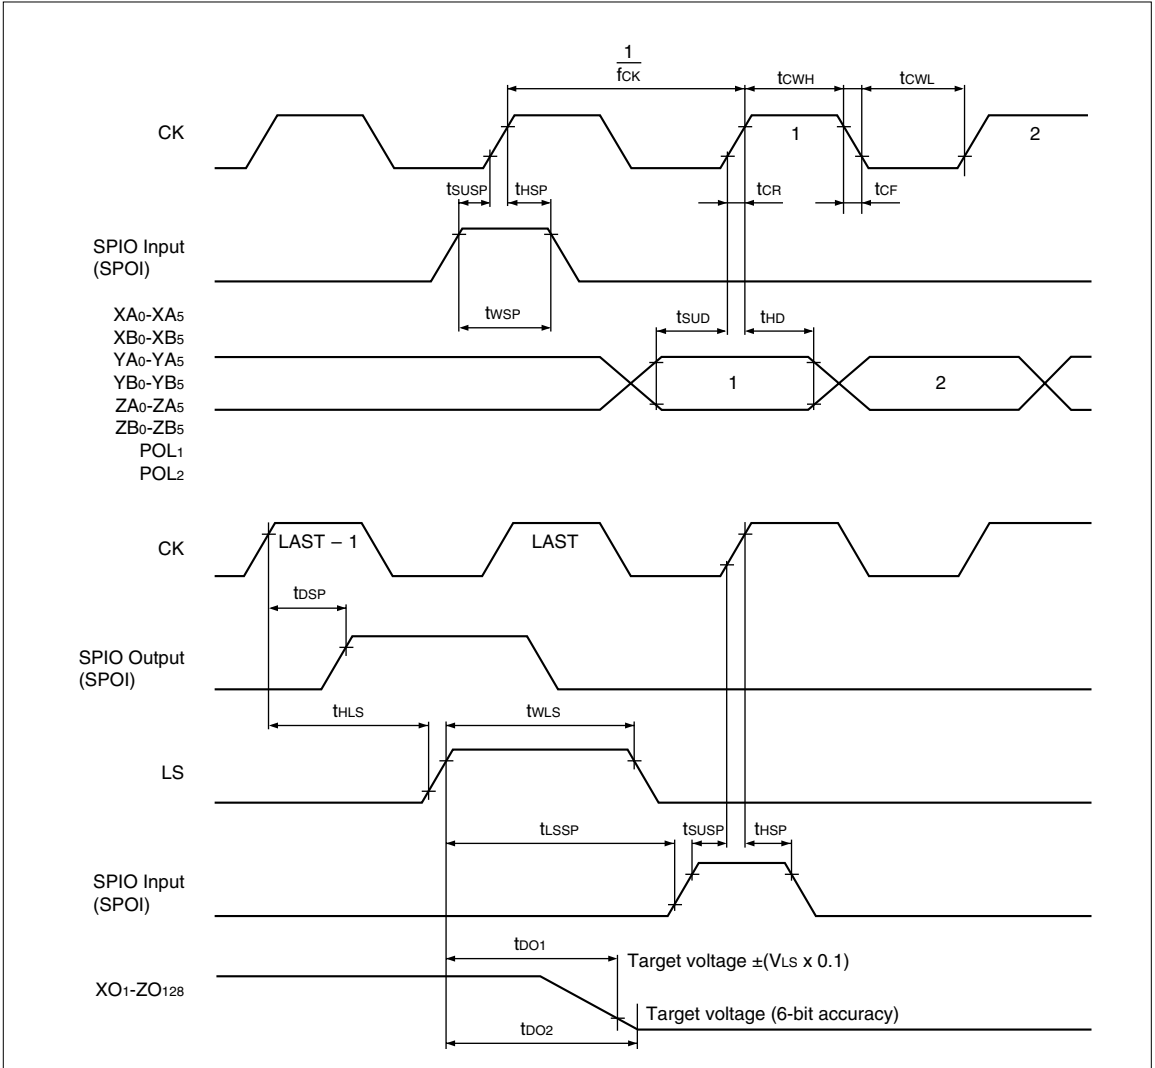 1
fCK
tCWH
tCWL
CK
1
2
tSUSP
tHSP
tCR
tCF
SPIO Input
(SPOI)
tWSP
XA0-XA5
XB0-XB5
YA0-YA5
YB0-YB5
ZA0-ZA5
ZB0-ZB5
POL1
POL2
tSUD
tHD
1
2
CK
LAST – 1
LAST
tDSP
SPIO Output
(SPOI)
tHLS
tWLS
LS
tLSSP
tSUSP
tHSP
SPIO Input
(SPOI)
tDO1
Target voltage ±(VLS x 0.1)
XO1-ZO128
Target voltage (6-bit accuracy)
tDO2